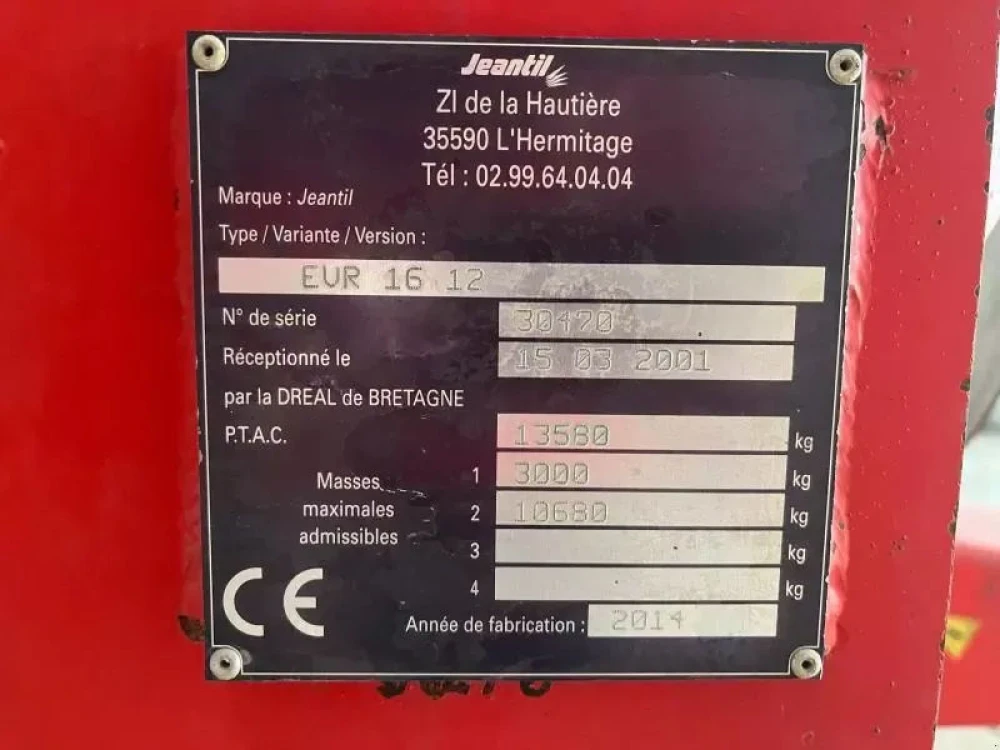 Jeantil
ZI de la Hautière
35590 L'Hermitage
Tél : 02.99.64.04.04
Marque : Jeantil
Type / Variante / Version :
EVR 16 12
N° de série 30470
Réceptionné le 15 03 2001
par la DREAL de BRETAGNE
P.T.A.C. 13580 kg
Masses maximales admissibles
1 3000 kg
2 10680 kg
3 kg
4 kg
CE
Année de fabrication : 2014